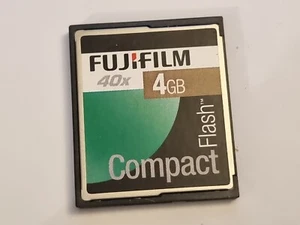 FUJIFILM
40x 4GB
Compact
Flash™